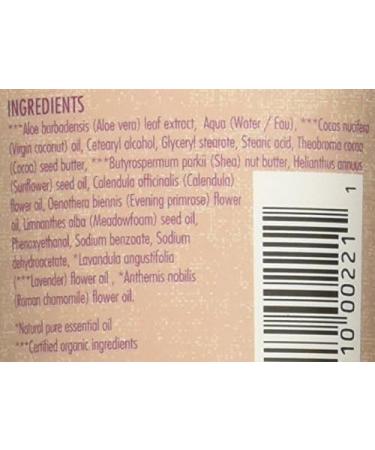 INGREDIENTS
***Aloe barbadensis (Aloe vera) leaf extract, Aqua (Water / Eau), ***Cocos nucifera
(Virgin coconut) oil, Cetearyl alcohol, Glyceryl stearate, Stearic acid, Theobroma cacao
(Cocoa) seed butter, ***Butyrospermum parkii (Shea) nut butter, Helianthus annuus
(Sunflower) seed oil, Calendula officinalis (Calendula)
flower oil, Oenothera biennis (Evening primrose) flower
oil, Limnanthes alba (Meadowfoam) seed oil,
Phenoxyethanol, Sodium benzoate, Sodium
dehydroacetate, *Lavandula angustifolia
(***Lavender) flower oil , *Anthemis nobilis
(Roman chamomile) flower oil.
*Natural pure essential oil
***Certified organic ingredients
10 00221 1